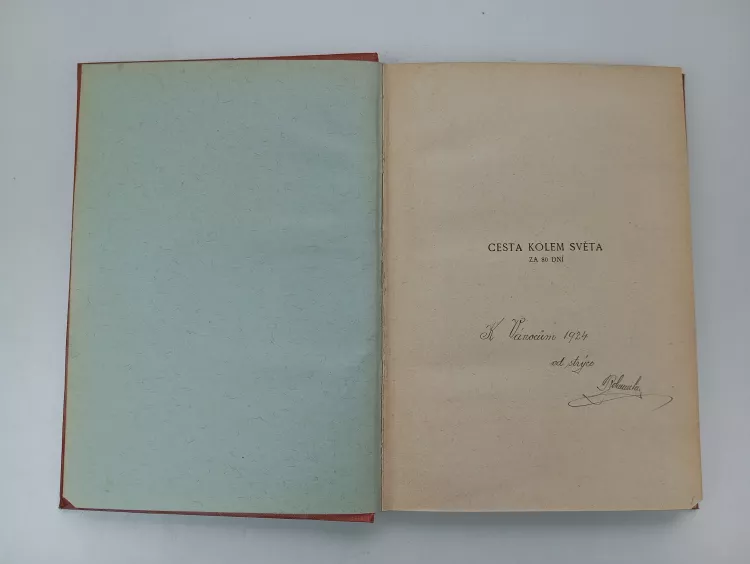 CESTA KOLEM SVĚTA
ZA 80 DNÍ
K Vánocům 1924
od strýce